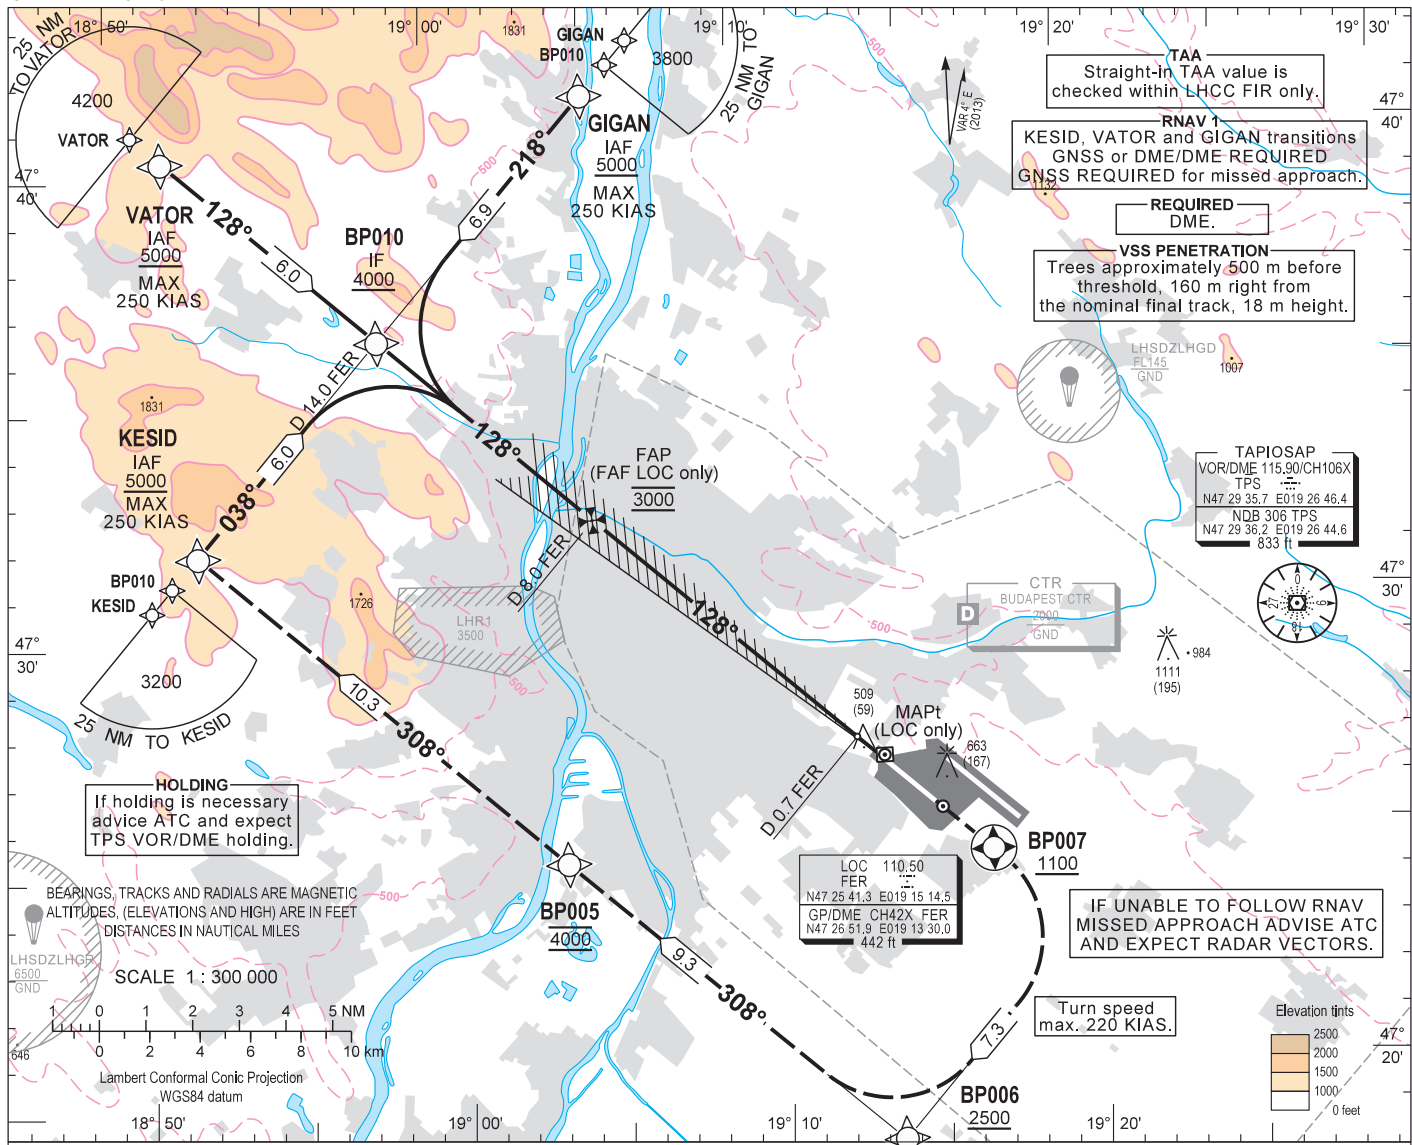 18° 50'
19° 00'
19° 10'
19° 20'
19° 30'
25 NM
TO VATOR
4200
VATOR
1831
GIGAN
BP010
3800
25 NM TO
GIGAN
500
VAR 4° E
(2013)
TAA
Straight-in TAA value is
checked within LHCC FIR only.
47°
40'
RNAV 1
KESID, VATOR and GIGAN transitions
GNSS or DME/DME REQUIRED
GNSS REQUIRED for missed approach.
1132
REQUIRED
DME.
VSS PENETRATION
Trees approximately 500 m before
threshold, 160 m right from
the nominal final track, 18 m height.
47°
40'
VATOR
IAF
5000
MAX
250 KIAS
128°
6.0
BP010
IF
4000
GIGAN
IAF
5000
MAX
250 KIAS
218°
6.9
500
500
LHSDZLHGD
FL145
GND
1007
D 14.0 FER
1831
KESID
IAF
5000
MAX
250 KIAS
038°
6.0
128°
FAP
(FAF LOC only)
3000
TAPIOSAP
VOR/DME 115.90/CH106X
TPS
N47 29 35.7 E019 26 46.4
NDB 306 TPS
N47 29 36.2 E019 26 44.6
833 ft
0
9
18
27
47°
30'
BP010
KESID
1726
D 8.0 FER
LHR1
3500
128°
CTR
BUDAPEST CTR
2000
GND
D
500
984
1111
(195)
47°
30'
3200
25 NM TO KESID
10.3
308°
500
509
(59)
MAPt
(LOC only)
663
(167)
D 0.7 FER
HOLDING
If holding is necessary
advice ATC and expect
TPS VOR/DME holding.
BP007
1100
LOC 110.50
FER
N47 25 41.3 E019 15 14.5
GP/DME CH42X FER
N47 26 51.9 E019 13 30.0
442 ft
BEARINGS, TRACKS AND RADIALS ARE MAGNETIC
ALTITUDES, (ELEVATIONS AND HIGH) ARE IN FEET
DISTANCES IN NAUTICAL MILES
500
BP005
4000
IF UNABLE TO FOLLOW RNAV
MISSED APPROACH ADVISE ATC
AND EXPECT RADAR VECTORS.
LHSDZLHGR
6500
GND
SCALE 1 : 300 000
9.3
308°
1 0 1 2 3 4 5 NM
0 2 4 6 8 10 km
646
Turn speed
max. 220 KIAS.
7.3
Elevation tints
2500
2000
1500
1000
0 feet
47°
20'
Lambert Conformal Conic Projection
WGS84 datum
BP006
2500
18° 50'
19° 00'
19° 10'
19° 20'